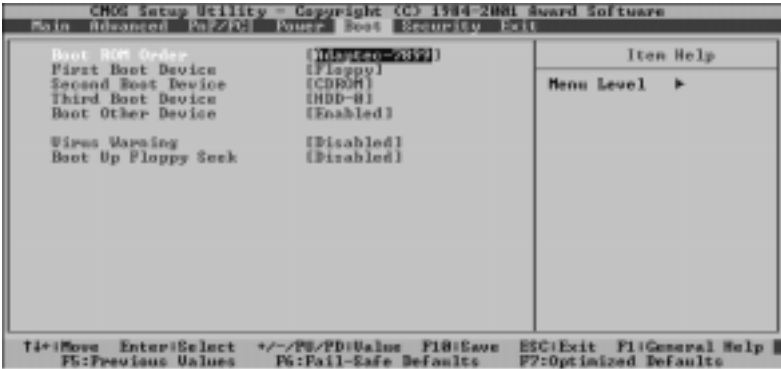 CMOS Setup Utility - Copyright (C) 1984-2001 Award Software
Main Advanced PnP/PCI Power Boot Security Exit
Boot ROM Order [Adaptec-7899]
First Boot Device [Floppy]
Second Boot Device [CDROM]
Third Boot Device [HDD-0]
Boot Other Device [Enabled]
Virus Warning [Disabled]
Boot Up Floppy Seek [Disabled]
Item Help
Menu Level ►
↑↓←:Move Enter:Select +/-/PU/PD:Value F10:Save ESC:Exit F1:General Help
F5:Previous Values F6:Fail-Safe Defaults F7:Optimized Defaults